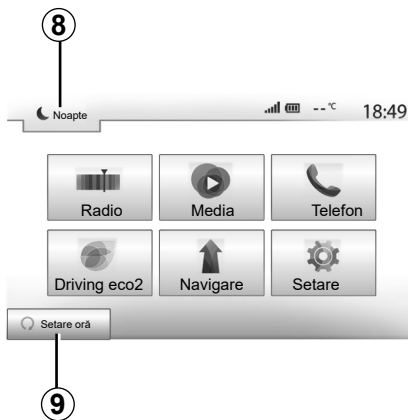 8
Noapte
-- °C 18:49
Radio Media Telefon
Driving eco2 Navigare Setare
Setare oră
9